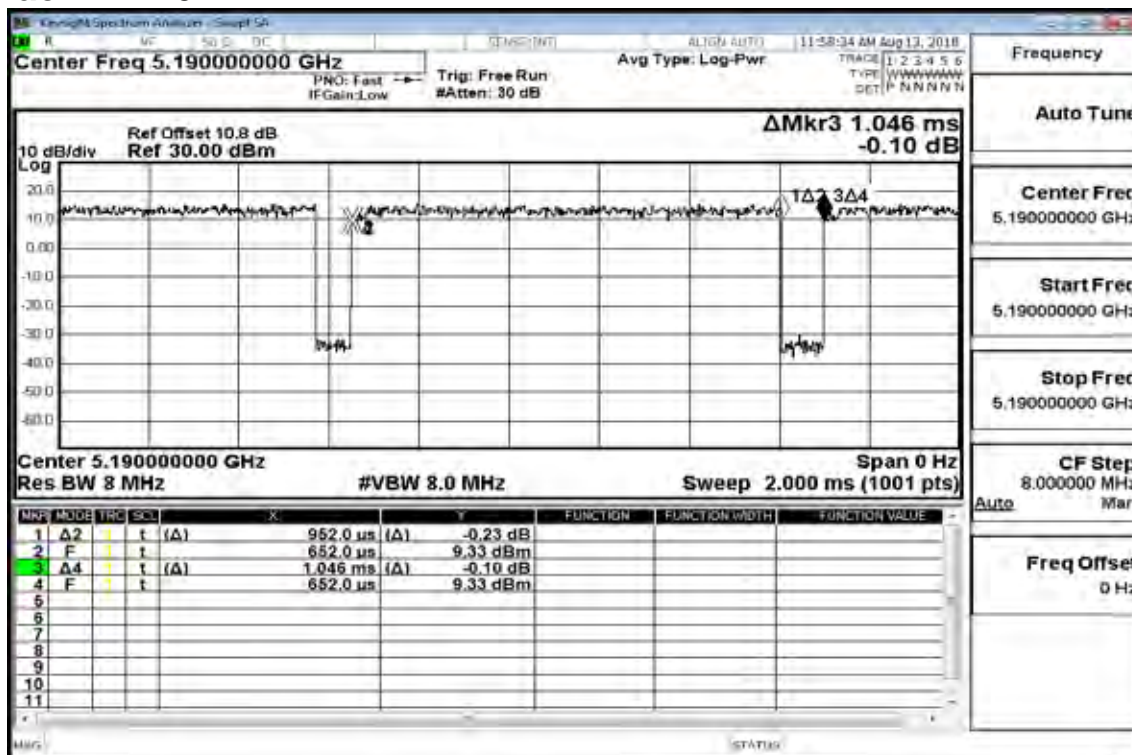 Keysight Spectrum Analyzer - Swept SA
R
50 Ω
DC
SENSE:INT
ALIGN AUTO
11:58:34 AM Aug 13, 2018
Center Freq 5.190000000 GHz
PNO: Fast
IFGain:Low
Trig: Free Run
#Atten: 30 dB
Avg Type: Log-Pwr
TRACE 1 2 3 4 5 6
TYPE WWWWWW
DET P NNNNN
ΔMkr3 1.046 ms
-0.10 dB
Ref Offset 10.8 dB
10 dB/div Ref 30.00 dBm
Log
20.0
10.0
0.00
-10.0
-20.0
-30.0
-40.0
-50.0
-60.0
3Δ4
Center 5.190000000 GHz
Span 0 Hz
Res BW 8 MHz
#VBW 8.0 MHz
Sweep 2.000 ms (1001 pts)
MKR MODE TRC SCL X Y FUNCTION FUNCTION WIDTH FUNCTION VALUE
1 Δ2 1 t (Δ) 952.0 µs (Δ) -0.23 dB
2 F 1 t 652.0 µs 9.33 dBm
3 Δ4 1 t (Δ) 1.046 ms (Δ) -0.10 dB
4 F 1 t 652.0 µs 9.33 dBm
5
6
7
8
9
10
11
MSG
STATUS
Frequency
Auto Tune
Center Freq
5.190000000 GHz
Start Freq
5.190000000 GHz
Stop Freq
5.190000000 GHz
CF Step
8.000000 MHz
Auto Man
Freq Offset
0 Hz